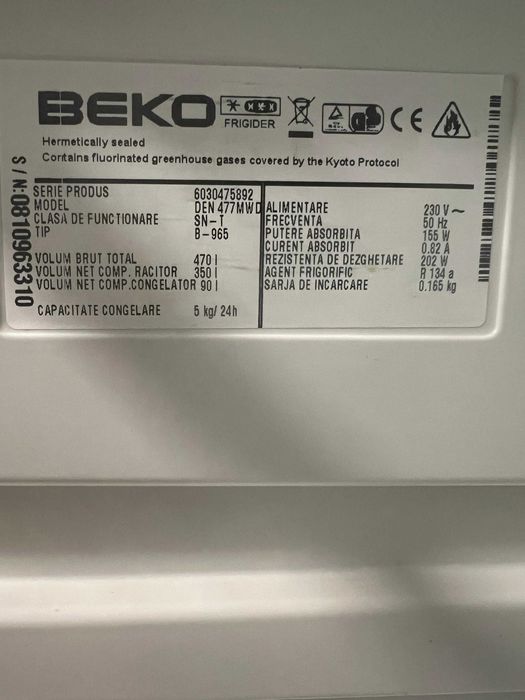 BEKO
FRIGIDER
Hermetically sealed
Contains fluorinated greenhouse gases covered by the Kyoto Protocol
S / N:0810963310
SERIE PRODUS 6030475892
MODEL DEN 477MWD
CLASA DE FUNCTIONARE SN-T
TIP B-965
VOLUM BRUT TOTAL 470 l
VOLUM NET COMP. RACITOR 350 l
VOLUM NET COMP.CONGELATOR 90 l
CAPACITATE CONGELARE 5 kg/ 24h
ALIMENTARE 230 V ~
FRECVENTA 50 Hz
PUTERE ABSORBITA 155 W
CURENT ABSORBIT 0.82 A
REZISTENTA DE DEZGHETARE 202 W
AGENT FRIGORIFIC R 134 a
SARJA DE INCARCARE 0.165 kg
GS
CE